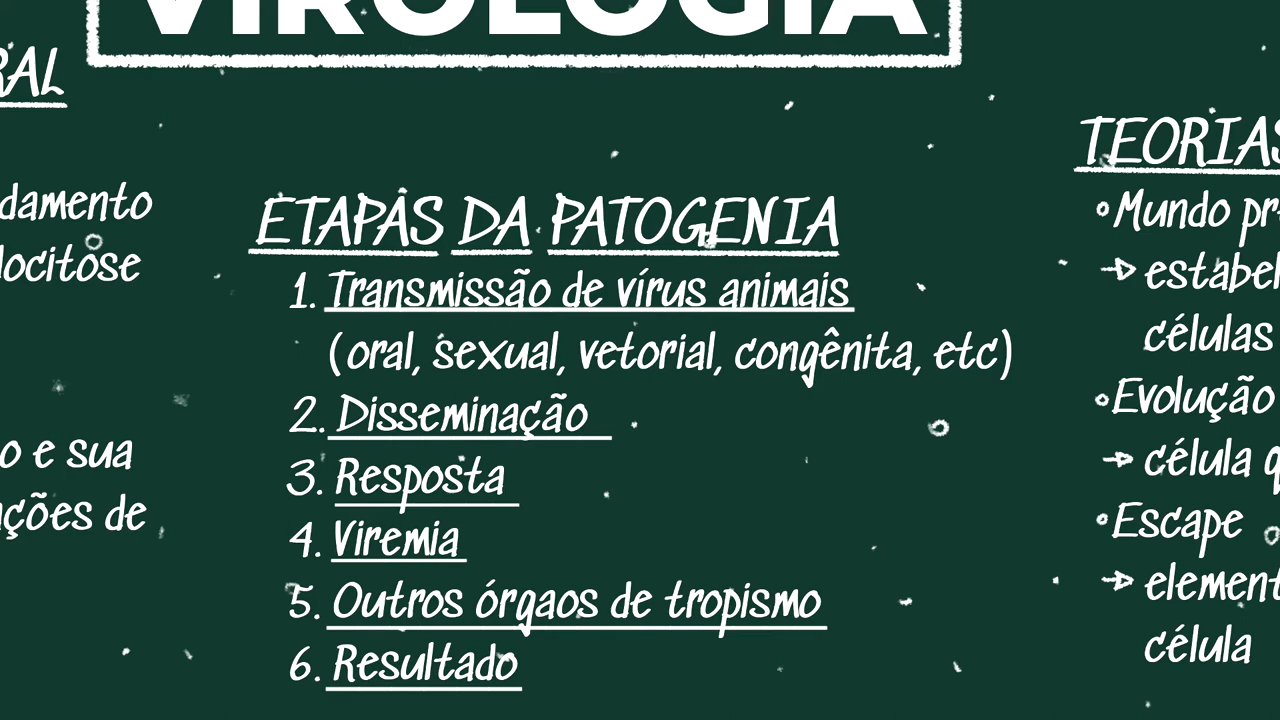 VIROLOGIA
RAL
damento
locitose
o e sua
ações de
ETAPAS DA PATOGENIA
1. Transmissão de vírus animais
(oral, sexual, vetorial, congênita, etc)
2. Disseminação
3. Resposta
4. Viremia
5. Outros órgaos de tropismo
6. Resultado
TEORIAS
Mundo pr
→ estabel
células
Evolução
→ célula q
Escape
→ element
célula